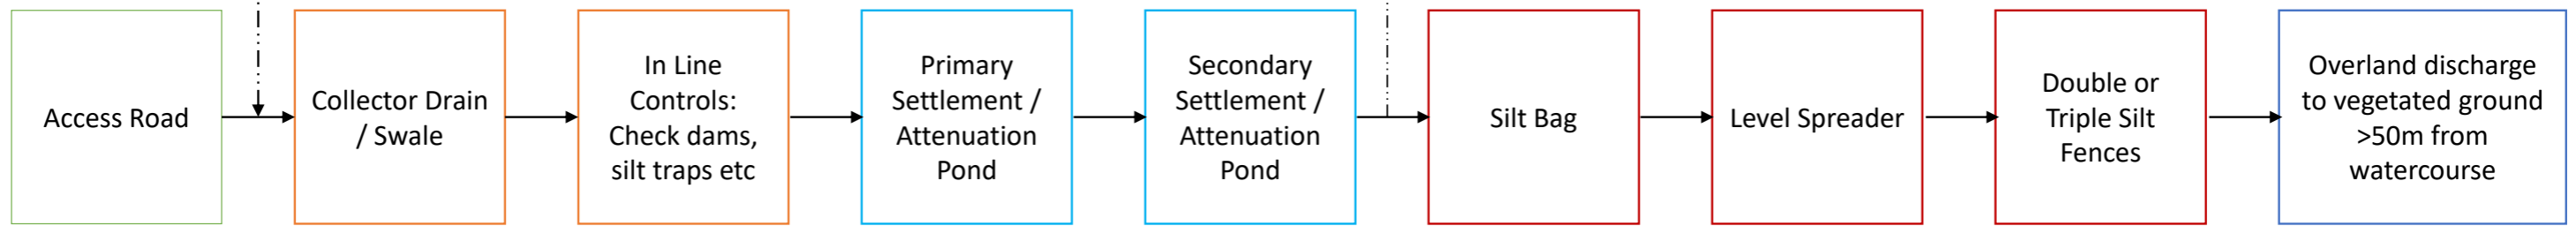 Access Road
Collector Drain
/ Swale
In Line
Controls:
Check dams,
silt traps etc
Primary
Settlement /
Attenuation
Pond
Secondary
Settlement /
Attenuation
Pond
Silt Bag
Level Spreader
Double or
Triple Silt
Fences
Overland discharge
to vegetated ground
>50m from
watercourse